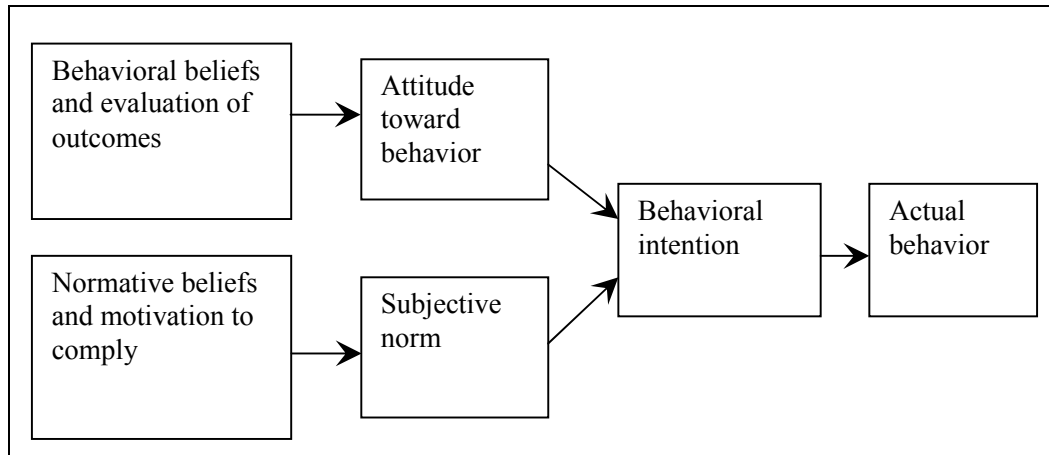 Behavioral beliefs
and evaluation of
outcomes
Attitude
toward
behavior
Behavioral
intention
Actual
behavior
Normative beliefs
and motivation to
comply
Subjective
norm